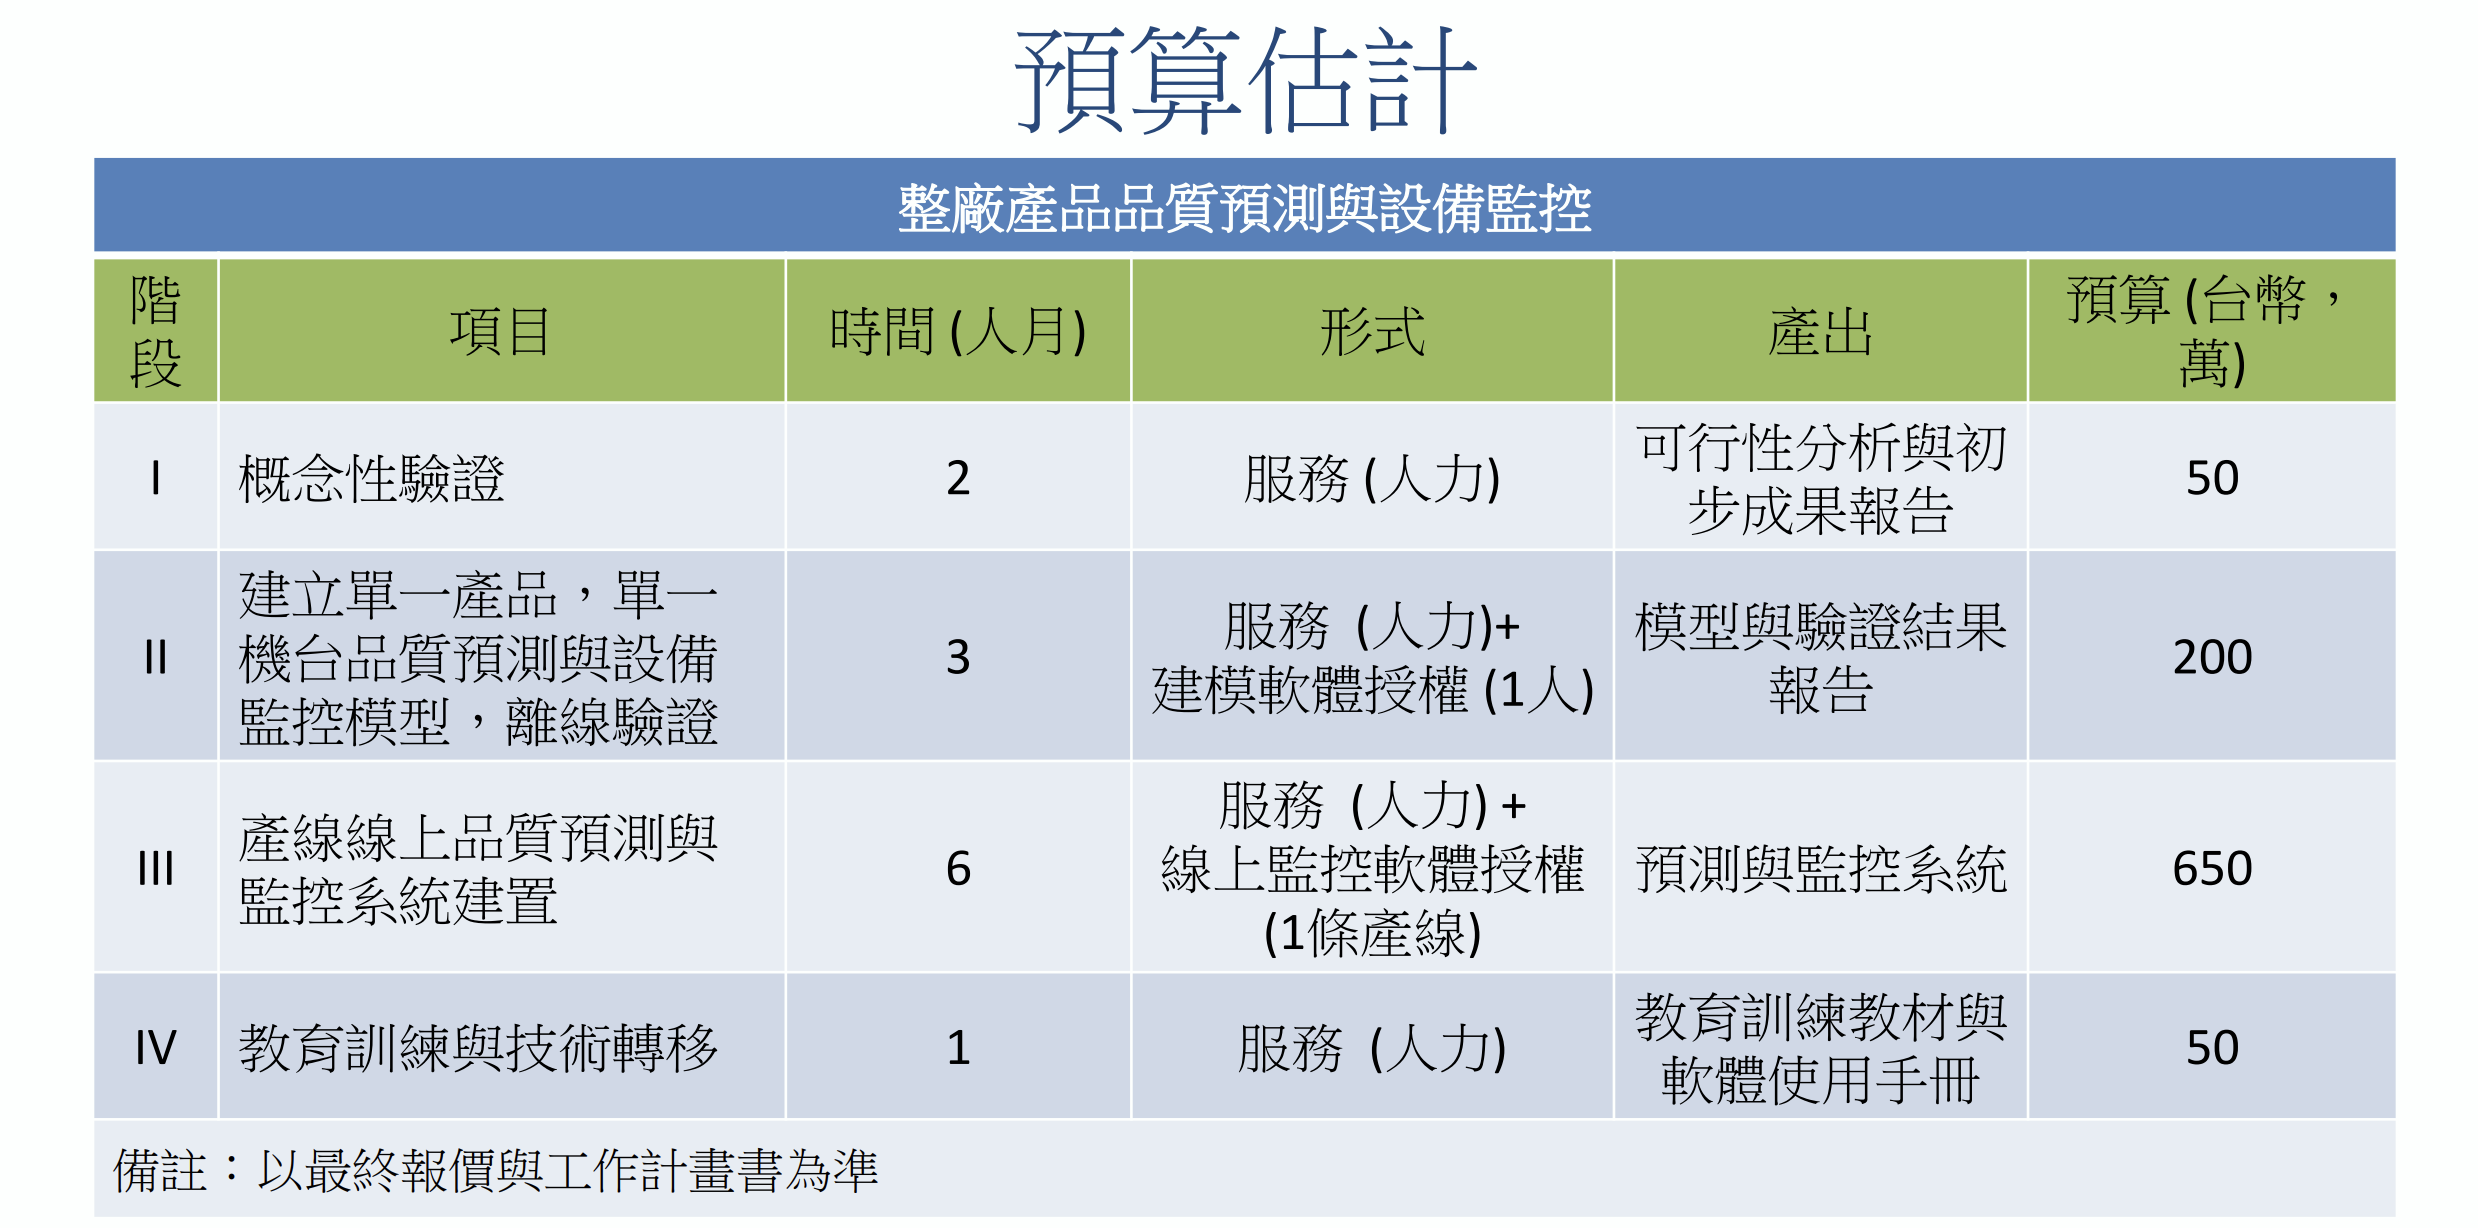 預算估計
整廠產品品質預測與設備監控
階
段
項目
時間 (人月)
形式
產出
預算 (台幣，
萬)
I
概念性驗證
2
服務 (人力)
可行性分析與初
步成果報告
50
II
建立單一產品，單一
機台品質預測與設備
監控模型，離線驗證
3
服務 (人力)+
建模軟體授權 (1人)
模型與驗證結果
報告
200
III
產線線上品質預測與
監控系統建置
6
服務 (人力) +
線上監控軟體授權
(1條產線)
預測與監控系統
650
IV
教育訓練與技術轉移
1
服務 (人力)
教育訓練教材與
軟體使用手冊
50
備註：以最終報價與工作計畫書為準